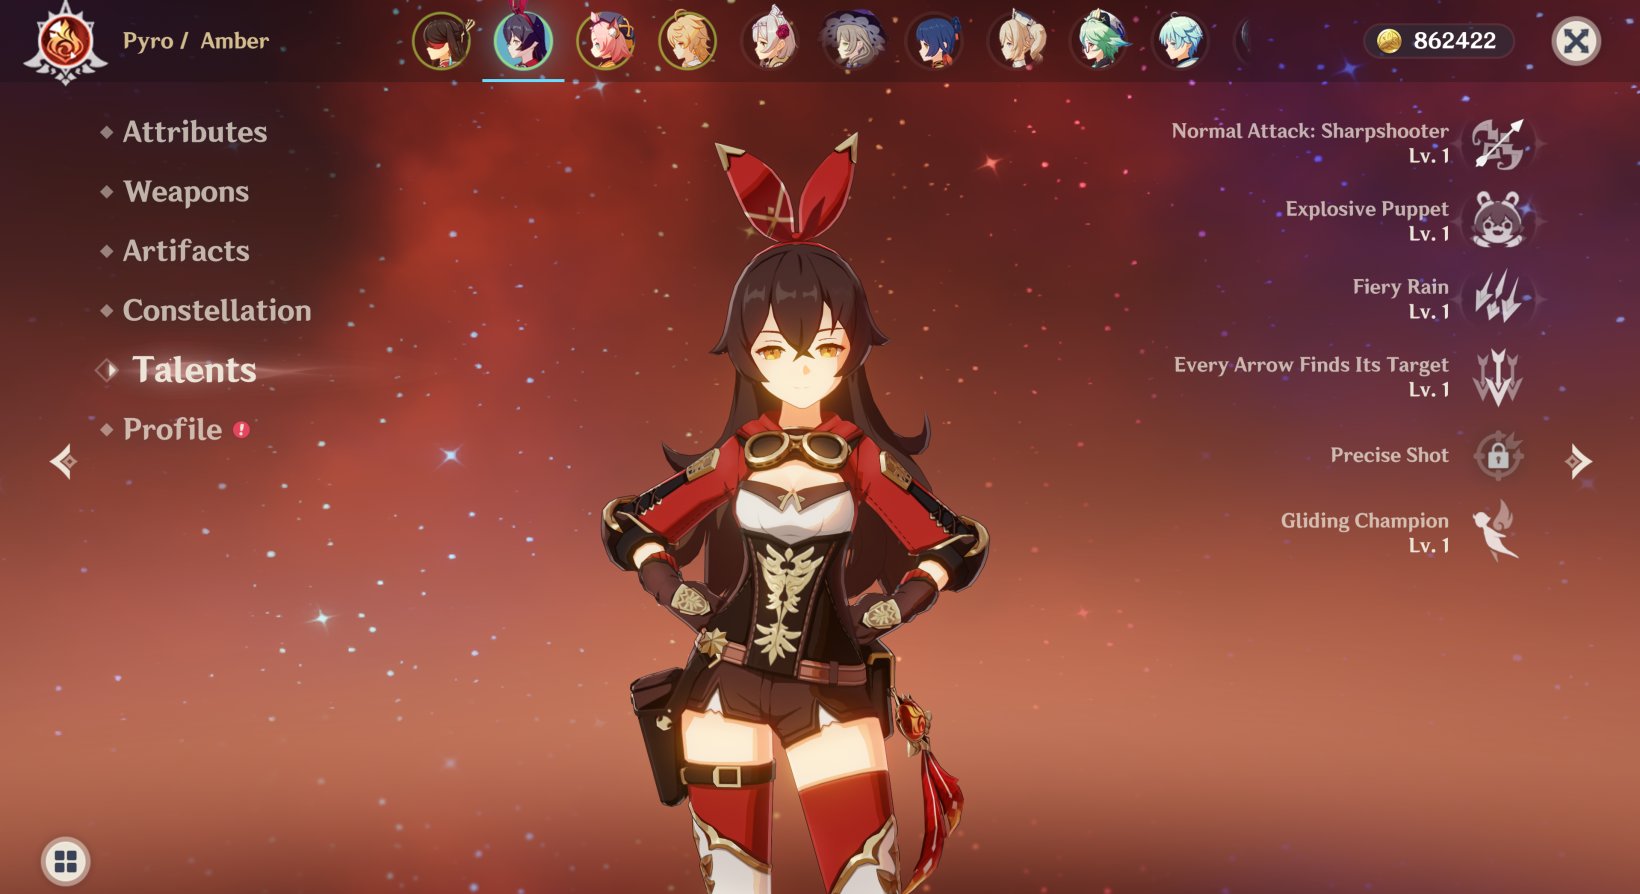 Pyro / Amber
862422
Attributes
Weapons
Artifacts
Constellation
Talents
Profile
Normal Attack: Sharpshooter
Lv. 1
Explosive Puppet
Lv. 1
Fiery Rain
Lv. 1
Every Arrow Finds Its Target
Lv. 1
Precise Shot
Gliding Champion
Lv. 1